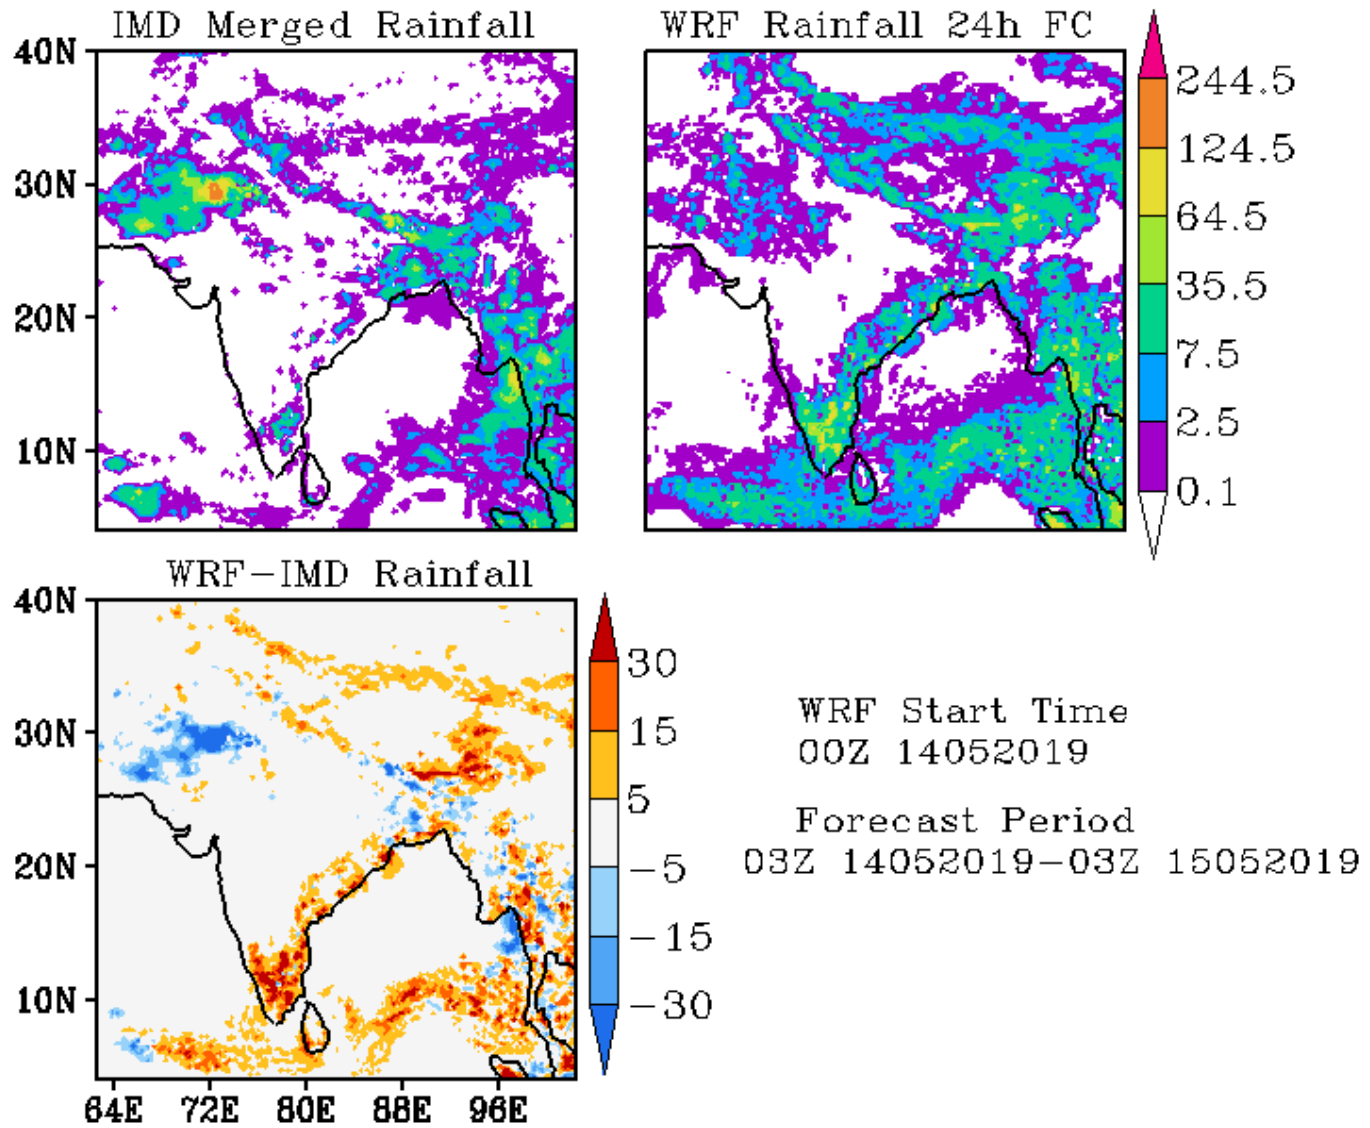 IMD Merged Rainfall
WRF Rainfall 24h FC
40N
30N
20N
10N
244.5
124.5
64.5
35.5
7.5
2.5
0.1
WRF-IMD Rainfall
40N
30N
20N
10N
64E 72E 80E 88E 96E
30
15
5
-5
-15
-30
WRF Start Time
00Z 14052019
Forecast Period
03Z 14052019-03Z 15052019